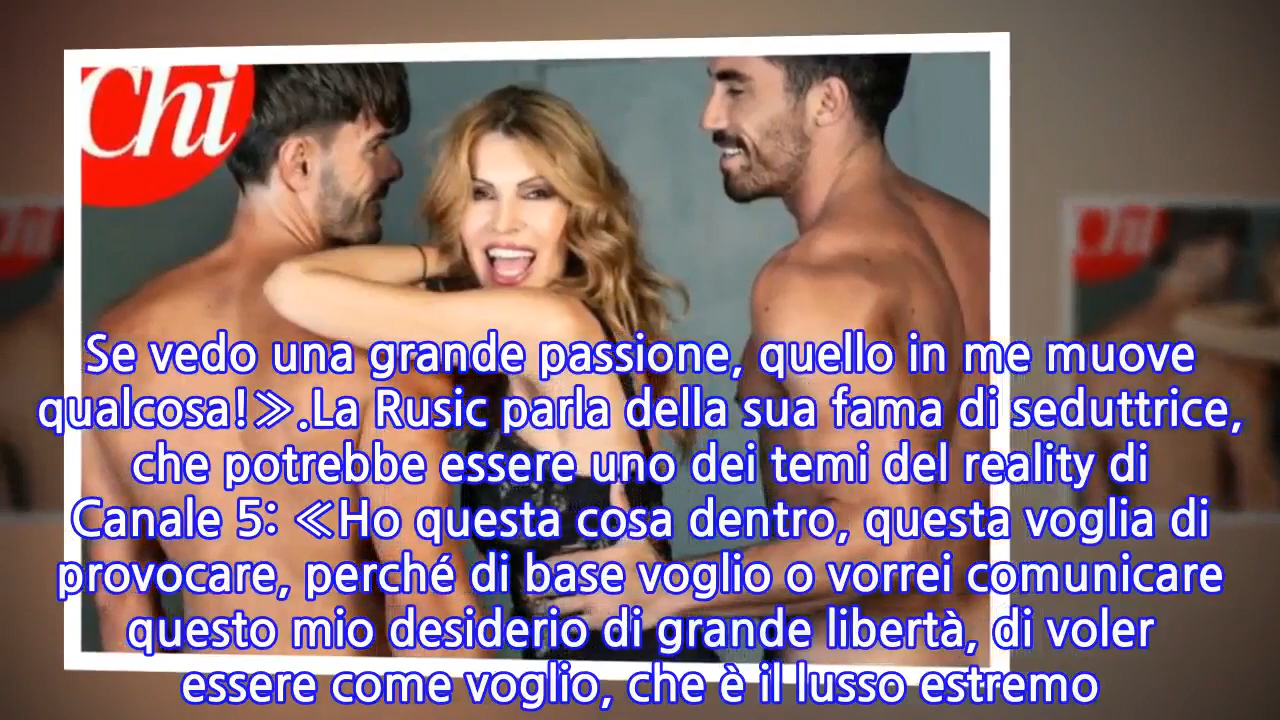 Chi
Se vedo una grande passione, quello in me muove
qualcosa!≫.La Rusic parla della sua fama di seduttrice,
che potrebbe essere uno dei temi del reality di
Canale 5: ≪Ho questa cosa dentro, questa voglia di
provocare, perché di base voglio o vorrei comunicare
questo mio desiderio di grande libertà, di voler
essere come voglio, che è il lusso estremo
Chi